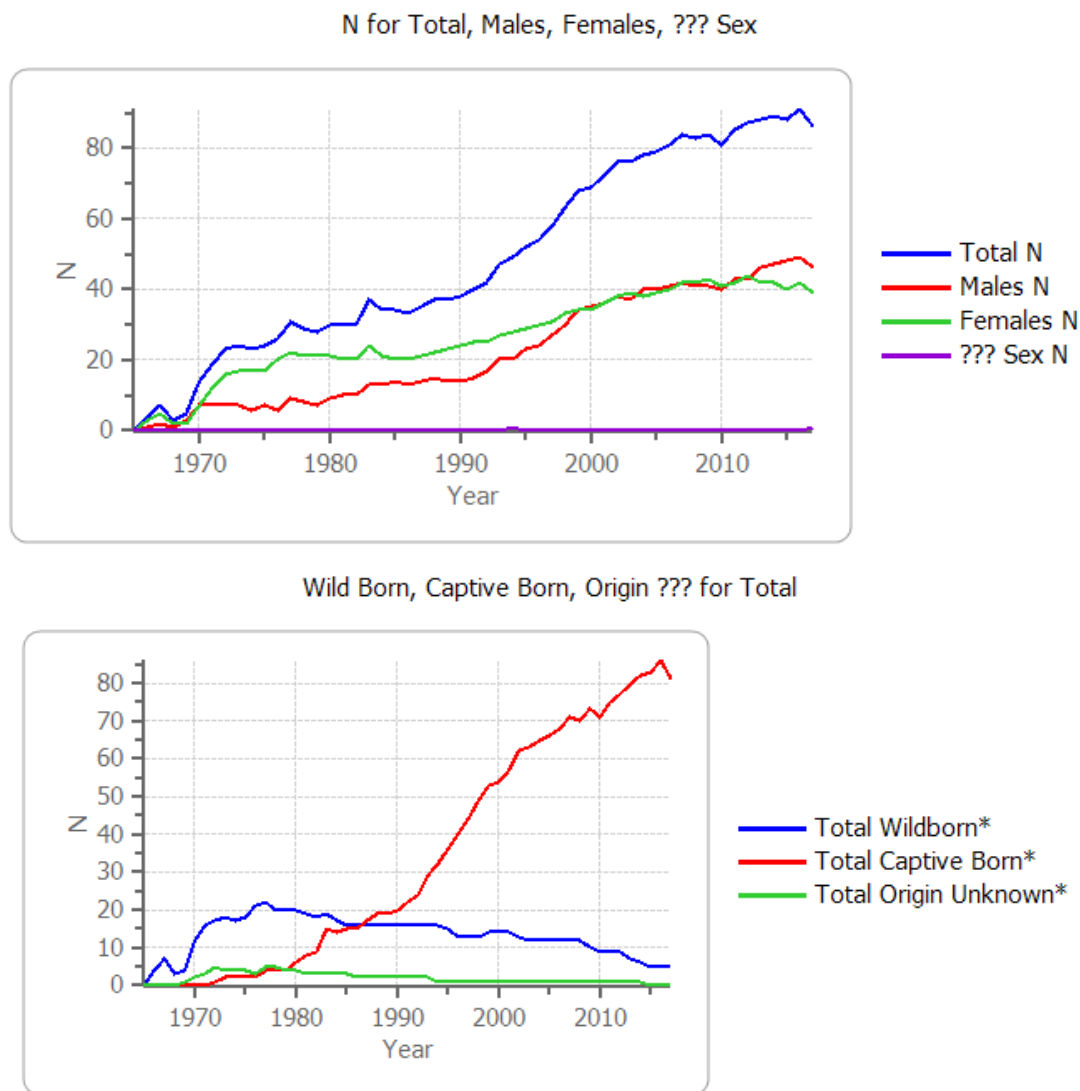 N for Total, Males, Females, ??? Sex
80
60
40
20
0
N
1970 1980 1990 2000 2010
Year
Total N
Males N
Females N
??? Sex N
Wild Born, Captive Born, Origin ??? for Total
80
70
60
50
40
30
20
10
0
N
1970 1980 1990 2000 2010
Year
Total Wildborn*
Total Captive Born*
Total Origin Unknown*